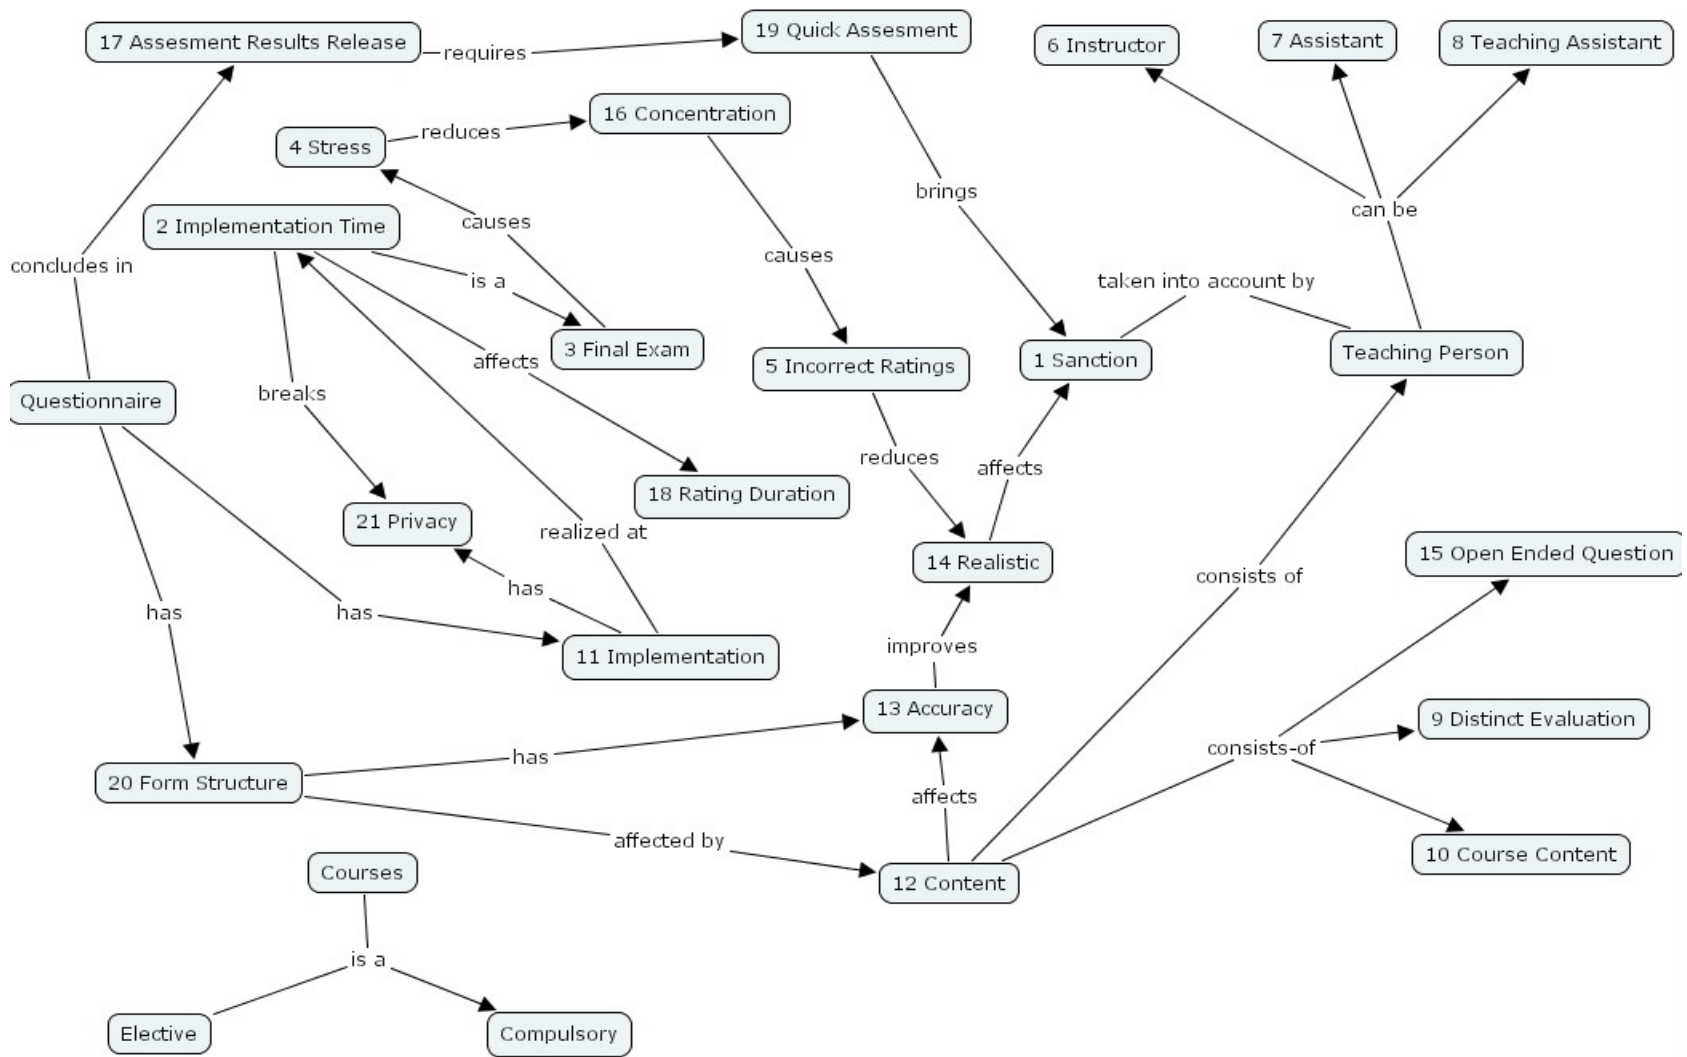 17 Assesment Results Release
requires
19 Quick Assesment
6 Instructor
7 Assistant
8 Teaching Assistant
16 Concentration
4 Stress
reduces
brings
can be
2 Implementation Time
causes
concludes in
is a
causes
taken into account by
3 Final Exam
affects
5 Incorrect Ratings
1 Sanction
Teaching Person
Questionnaire
breaks
reduces
affects
18 Rating Duration
21 Privacy
realized at
14 Realistic
15 Open Ended Question
consists of
has
has
has
11 Implementation
improves
13 Accuracy
9 Distinct Evaluation
consists-of
has
20 Form Structure
affects
affected by
10 Course Content
12 Content
Courses
is a
Elective
Compulsory